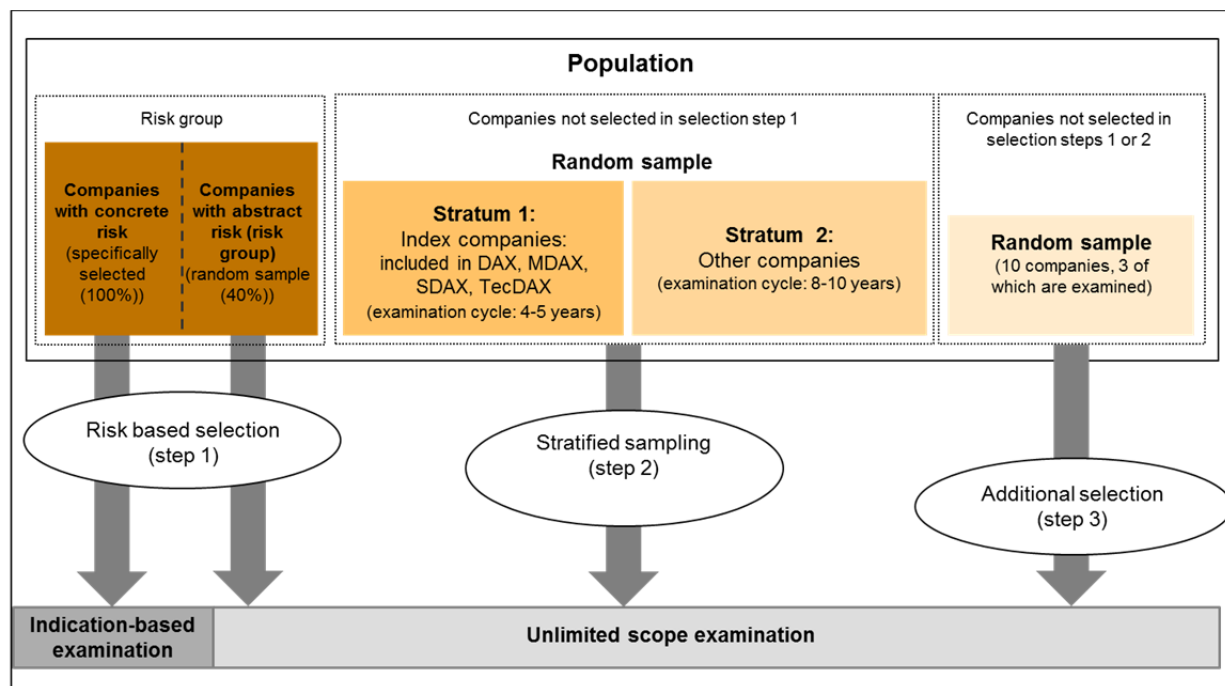 Population
Risk group
Companies
with concrete
risk
(specifically
selected
(100%))
Companies
with abstract
risk (risk
group)
(random sample
(40%))
Companies not selected in selection step 1
Random sample
Stratum 1:
Index companies:
included in DAX, MDAX,
SDAX, TecDAX
(examination cycle: 4-5 years)
Stratum 2:
Other companies
(examination cycle: 8-10 years)
Companies not selected in
selection steps 1 or 2
Random sample
(10 companies, 3 of
which are examined)
Risk based selection
(step 1)
Stratified sampling
(step 2)
Additional selection
(step 3)
Indication-based
examination
Unlimited scope examination